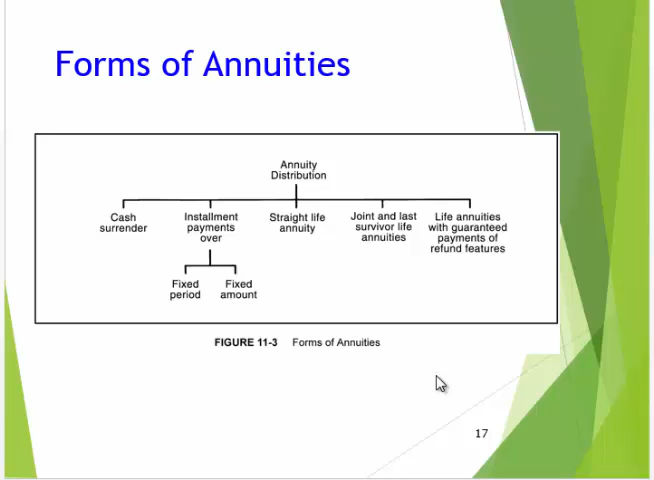 Forms of Annuities
Annuity
Distribution
Cash
surrender
Installment
payments
over
Straight life
annuity
Joint and last
survivor life
annuities
Life annuities
with guaranteed
payments of
refund features
Fixed
period
Fixed
amount
FIGURE 11-3 Forms of Annuities
17